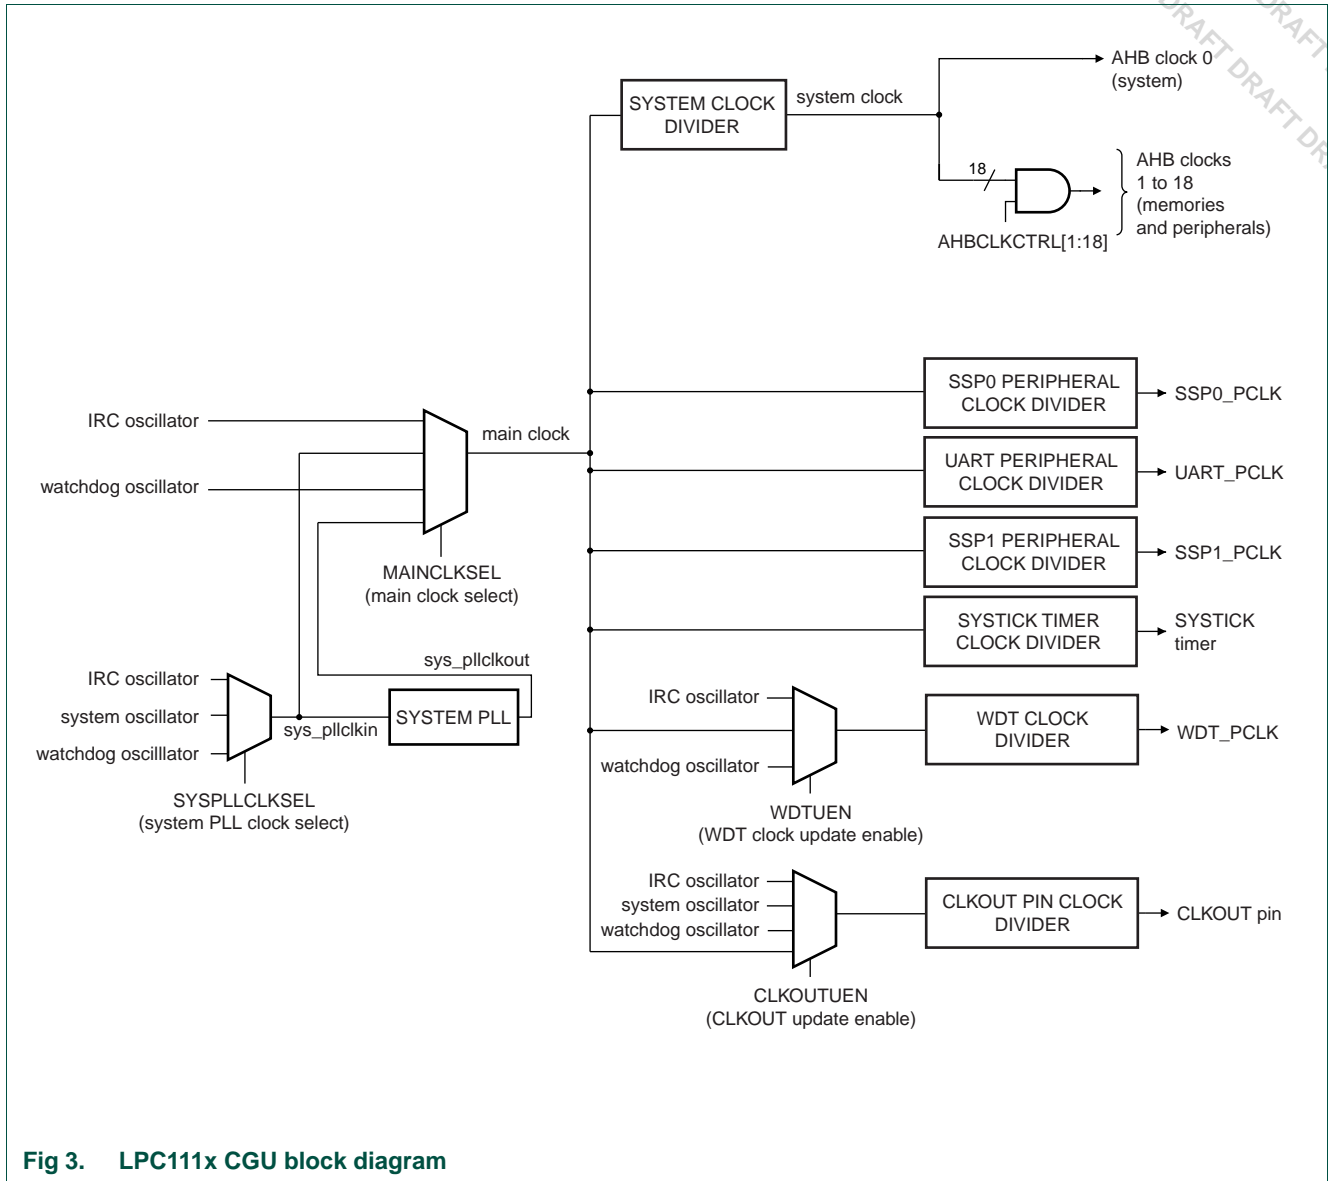 DRAFT DRAFT DRAFT DR
DRAFT
AHB clock 0
(system)
SYSTEM CLOCK
DIVIDER
system clock
18
AHB clocks
1 to 18
(memories
and peripherals)
AHBCLKCTRL[1:18]
SSP0 PERIPHERAL
CLOCK DIVIDER
SSP0_PCLK
IRC oscillator
main clock
UART PERIPHERAL
CLOCK DIVIDER
UART_PCLK
watchdog oscillator
SSP1 PERIPHERAL
CLOCK DIVIDER
SSP1_PCLK
MAINCLKSEL
(main clock select)
SYSTICK TIMER
CLOCK DIVIDER
SYSTICK
timer
sys_pllclkout
IRC oscillator
system oscillator
watchdog oscilllator
sys_pllclkin
SYSTEM PLL
SYSPLLCLKSEL
(system PLL clock select)
IRC oscillator
watchdog oscillator
WDT CLOCK
DIVIDER
WDT_PCLK
WDTUEN
(WDT clock update enable)
IRC oscillator
system oscillator
watchdog oscillator
CLKOUT PIN CLOCK
DIVIDER
CLKOUT pin
CLKOUTUEN
(CLKOUT update enable)
Fig 3. LPC111x CGU block diagram